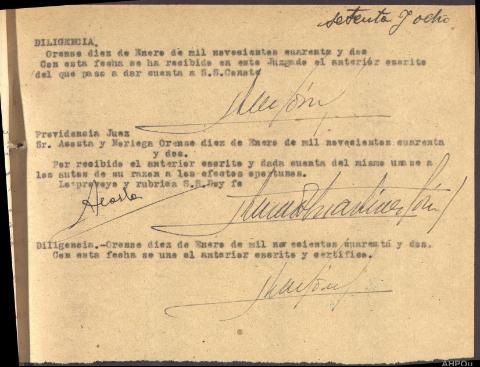 setenta y ocho
DILIGENCIA.
Orense diez de Enero de mil novecientos cuarenta y dos
Con esta fecha se ha recibido en este Juzgado el anterior escrito
del que paso a dar cuenta a S.S. Consto
Providencia Juez
Sr. Acosta y Noriega Orense diez de Enero de mil novecientos cuarenta
y dos.
Por recibido el anterior escrito y dada cuenta del mismo unase a
los autos de su razon a los efectos oportunos.
Lo proveyo y rubrica S.S. Doy fe
Acosta
Diligencia.-Orense diez de Enero de mil novecientos cuarenta y dos.
Con esta fecha se une el anterior escrito y certifico.
AHPOu